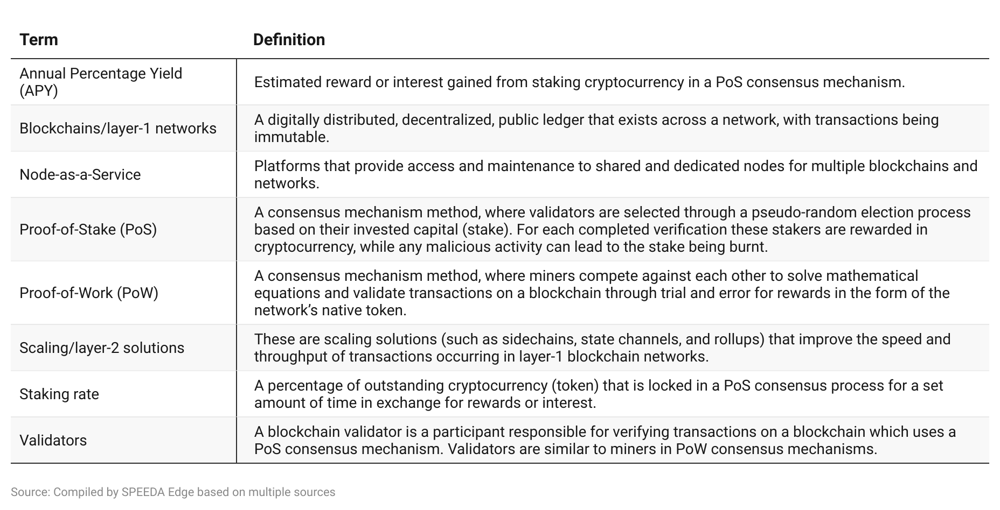 Term
Definition
Annual Percentage Yield
(APY)
Estimated reward or interest gained from staking cryptocurrency in a PoS consensus mechanism.
Blockchains/layer-1 networks
A digitally distributed, decentralized, public ledger that exists across a network, with transactions being
immutable.
Node-as-a-Service
Platforms that provide access and maintenance to shared and dedicated nodes for multiple blockchains and
networks.
Proof-of-Stake (PoS)
A consensus mechanism method, where validators are selected through a pseudo-random election process
based on their invested capital (stake). For each completed verification these stakers are rewarded in
cryptocurrency, while any malicious activity can lead to the stake being burnt.
Proof-of-Work (PoW)
A consensus mechanism method, where miners compete against each other to solve mathematical
equations and validate transactions on a blockchain through trial and error for rewards in the form of the
network’s native token.
Scaling/layer-2 solutions
These are scaling solutions (such as sidechains, state channels, and rollups) that improve the speed and
throughput of transactions occurring in layer-1 blockchain networks.
Staking rate
A percentage of outstanding cryptocurrency (token) that is locked in a PoS consensus process for a set
amount of time in exchange for rewards or interest.
Validators
A blockchain validator is a participant responsible for verifying transactions on a blockchain which uses a
PoS consensus mechanism. Validators are similar to miners in PoW consensus mechanisms.
Source: Compiled by SPEEDA Edge based on multiple sources